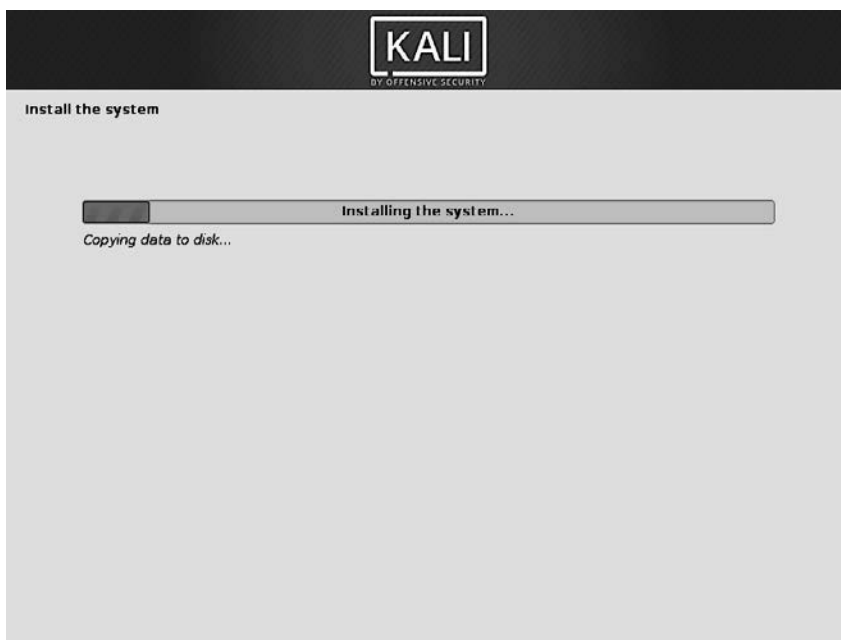 KALI
BY OFFENSIVE SECURITY
Install the system
Installing the system...
Copying data to disk...